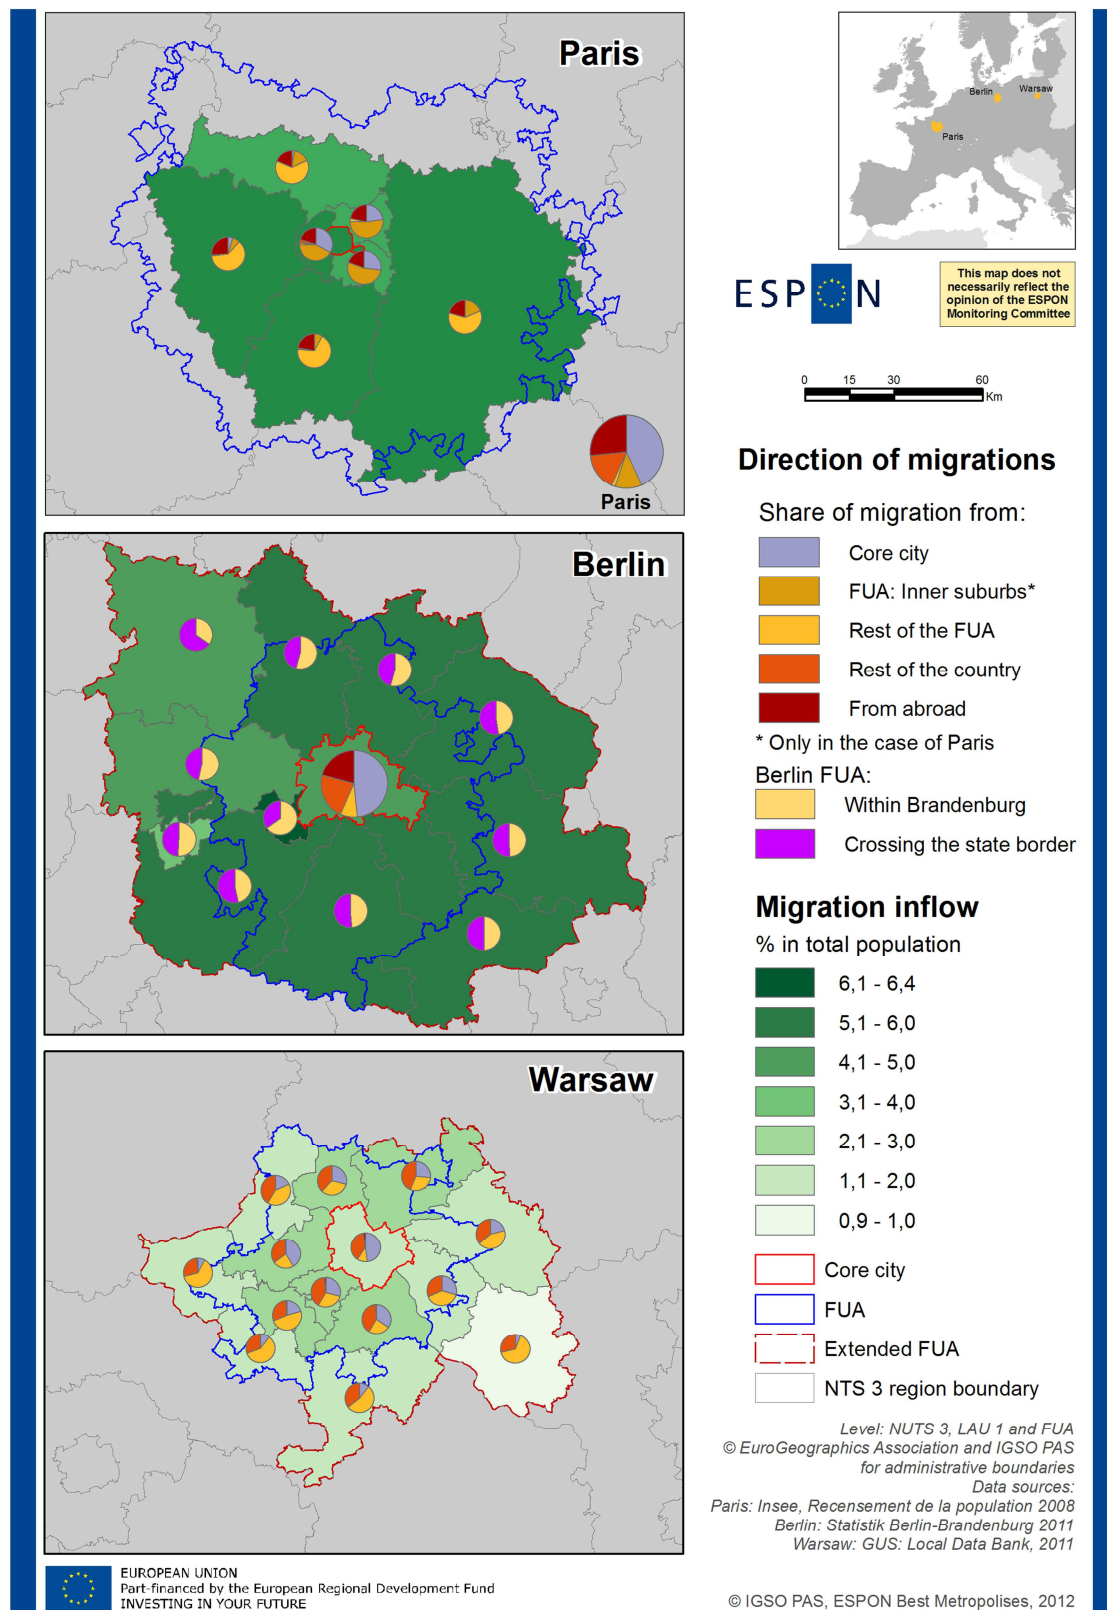 Paris
Paris
Berlin
Warsaw
Berlin
Warsaw
Paris
ESPON
This map does not
necessarily reflect the
opinion of the ESPON
Monitoring Committee
0 15 30 60
Km
Direction of migrations
Share of migration from:
Core city
FUA: Inner suburbs*
Rest of the FUA
Rest of the country
From abroad
* Only in the case of Paris
Berlin FUA:
Within Brandenburg
Crossing the state border
Migration inflow
% in total population
6,1 - 6,4
5,1 - 6,0
4,1 - 5,0
3,1 - 4,0
2,1 - 3,0
1,1 - 2,0
0,9 - 1,0
Core city
FUA
Extended FUA
NTS 3 region boundary
Level: NUTS 3, LAU 1 and FUA
© EuroGeographics Association and IGSO PAS
for administrative boundaries
Data sources:
Paris: Insee, Recensement de la population 2008
Berlin: Statistik Berlin-Brandenburg 2011
Warsaw: GUS: Local Data Bank, 2011
EUROPEAN UNION
Part-financed by the European Regional Development Fund
INVESTING IN YOUR FUTURE
© IGSO PAS, ESPON Best Metropolises, 2012